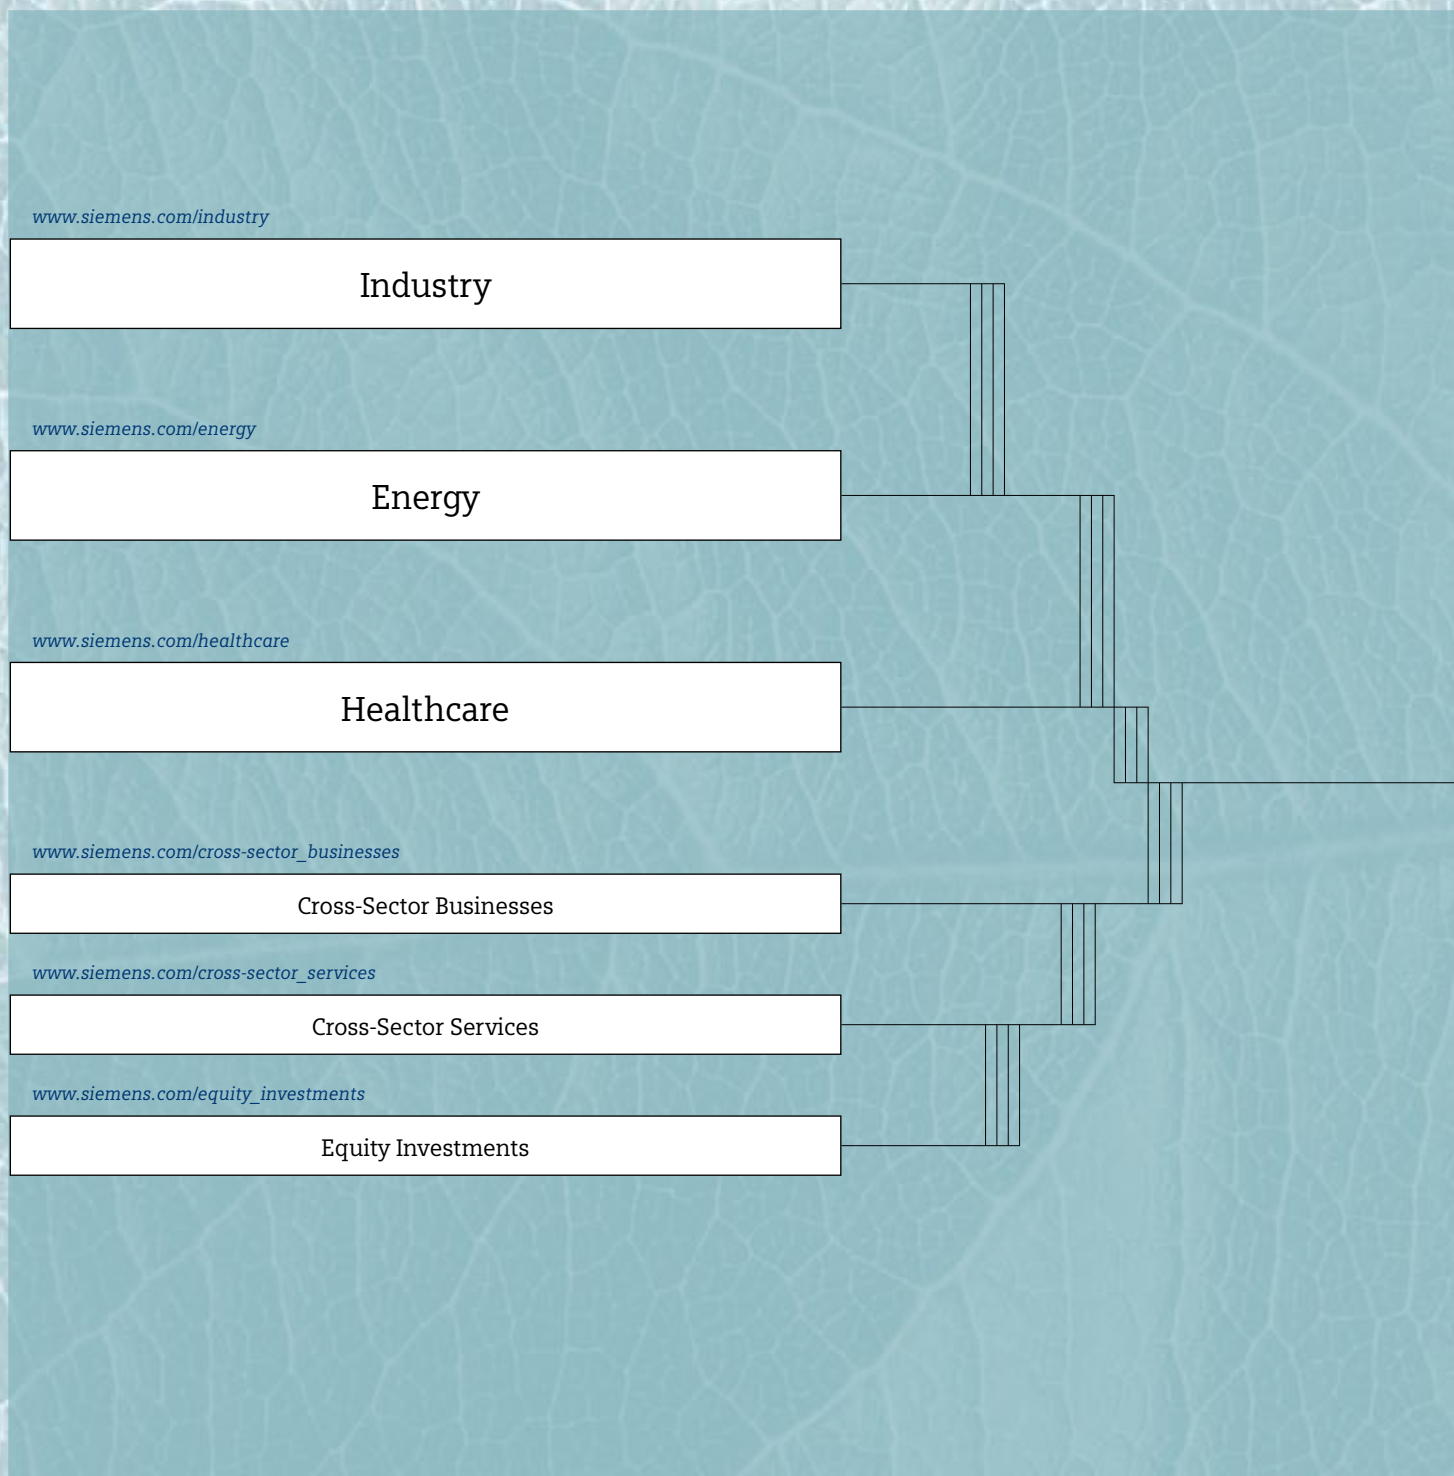 www.siemens.com/industry
Industry
www.siemens.com/energy
Energy
www.siemens.com/healthcare
Healthcare
www.siemens.com/cross-sector_businesses
Cross-Sector Businesses
www.siemens.com/cross-sector_services
Cross-Sector Services
www.siemens.com/equity_investments
Equity Investments